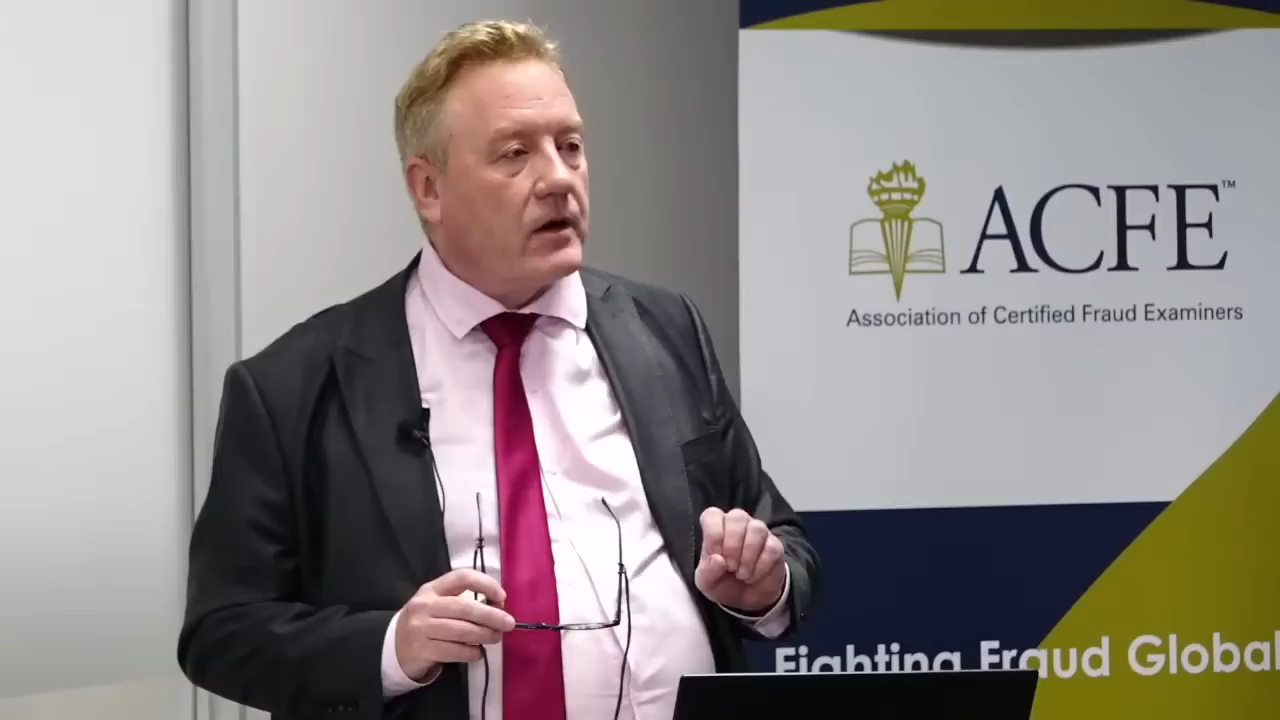 ACFE™
Association of Certified Fraud Examiners
Fighting Fraud Global